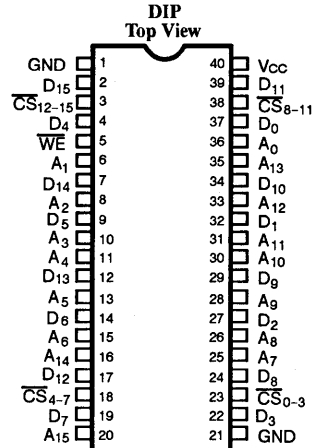 DIP
Top View
GND 1 40 VCC
D15 2 39 D11
CS12-15 3 38 CS8-11
D4 4 37 D0
WE 5 36 A0
A1 6 35 A13
D14 7 34 D10
A2 8 33 A12
D5 9 32 D1
A3 10 31 A11
A4 11 30 A10
D13 12 29 D9
A5 13 28 A9
D6 14 27 D2
A6 15 26 A8
A14 16 25 A7
D12 17 24 D8
CS4-7 18 23 CS0-3
D7 19 22 D3
A15 20 21 GND